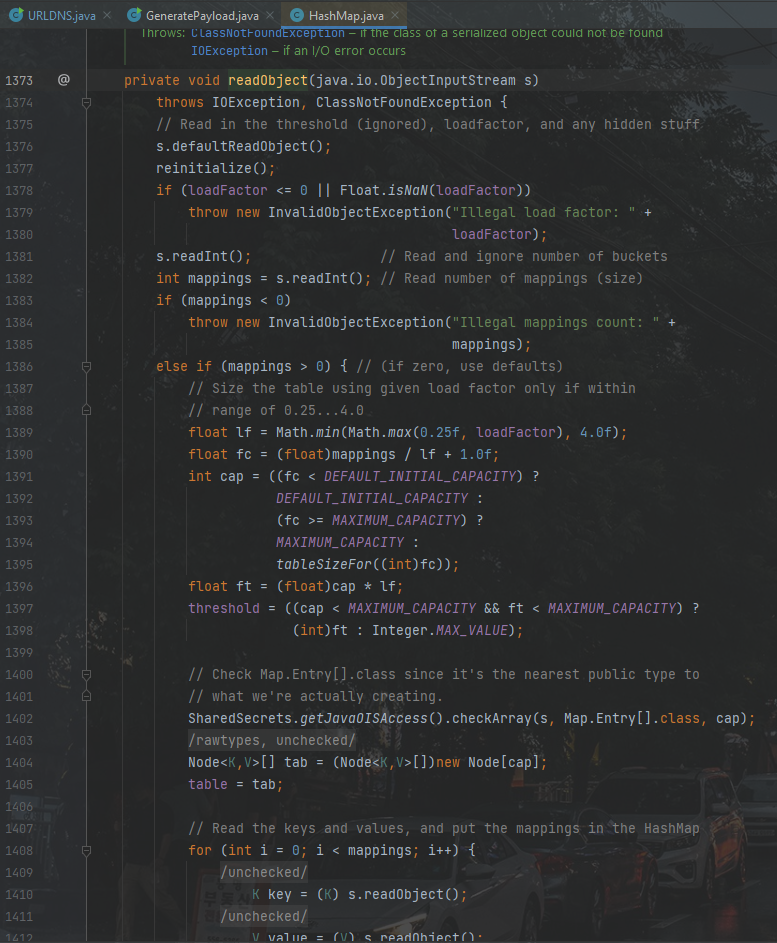 URLDNS.java GeneratePayload.java HashMap.java
Throws: ClassNotFoundException – if the class of a serialized object could not be found
IOException – if an I/O error occurs
1373 @ private void readObject(java.io.ObjectInputStream s)
1374 throws IOException, ClassNotFoundException {
1375 // Read in the threshold (ignored), loadfactor, and any hidden stuff
1376 s.defaultReadObject();
1377 reinitialize();
1378 if (loadFactor <= 0 || Float.isNaN(loadFactor))
1379 throw new InvalidObjectException("Illegal load factor: " +
1380 loadFactor);
1381 s.readInt(); // Read and ignore number of buckets
1382 int mappings = s.readInt(); // Read number of mappings (size)
1383 if (mappings < 0)
1384 throw new InvalidObjectException("Illegal mappings count: " +
1385 mappings);
1386 else if (mappings > 0) { // (if zero, use defaults)
1387 // Size the table using given load factor only if within
1388 // range of 0.25...4.0
1389 float lf = Math.min(Math.max(0.25f, loadFactor), 4.0f);
1390 float fc = (float)mappings / lf + 1.0f;
1391 int cap = ((fc < DEFAULT_INITIAL_CAPACITY) ?
1392 DEFAULT_INITIAL_CAPACITY :
1393 (fc >= MAXIMUM_CAPACITY) ?
1394 MAXIMUM_CAPACITY :
1395 tableSizeFor((int)fc));
1396 float ft = (float)cap * lf;
1397 threshold = ((cap < MAXIMUM_CAPACITY && ft < MAXIMUM_CAPACITY) ?
1398 (int)ft : Integer.MAX_VALUE);
1399
1400 // Check Map.Entry[].class since it's the nearest public type to
1401 // what we're actually creating.
1402 SharedSecrets.getJavaOISAccess().checkArray(s, Map.Entry[].class, cap);
1403 /rawtypes, unchecked/
1404 Node<K,V>[] tab = (Node<K,V>[])new Node[cap];
1405 table = tab;
1406
1407 // Read the keys and values, and put the mappings in the HashMap
1408 for (int i = 0; i < mappings; i++) {
1409 /unchecked/
1410 K key = (K) s.readObject();
1411 /unchecked/
1412 V value = (V) s.readObject();